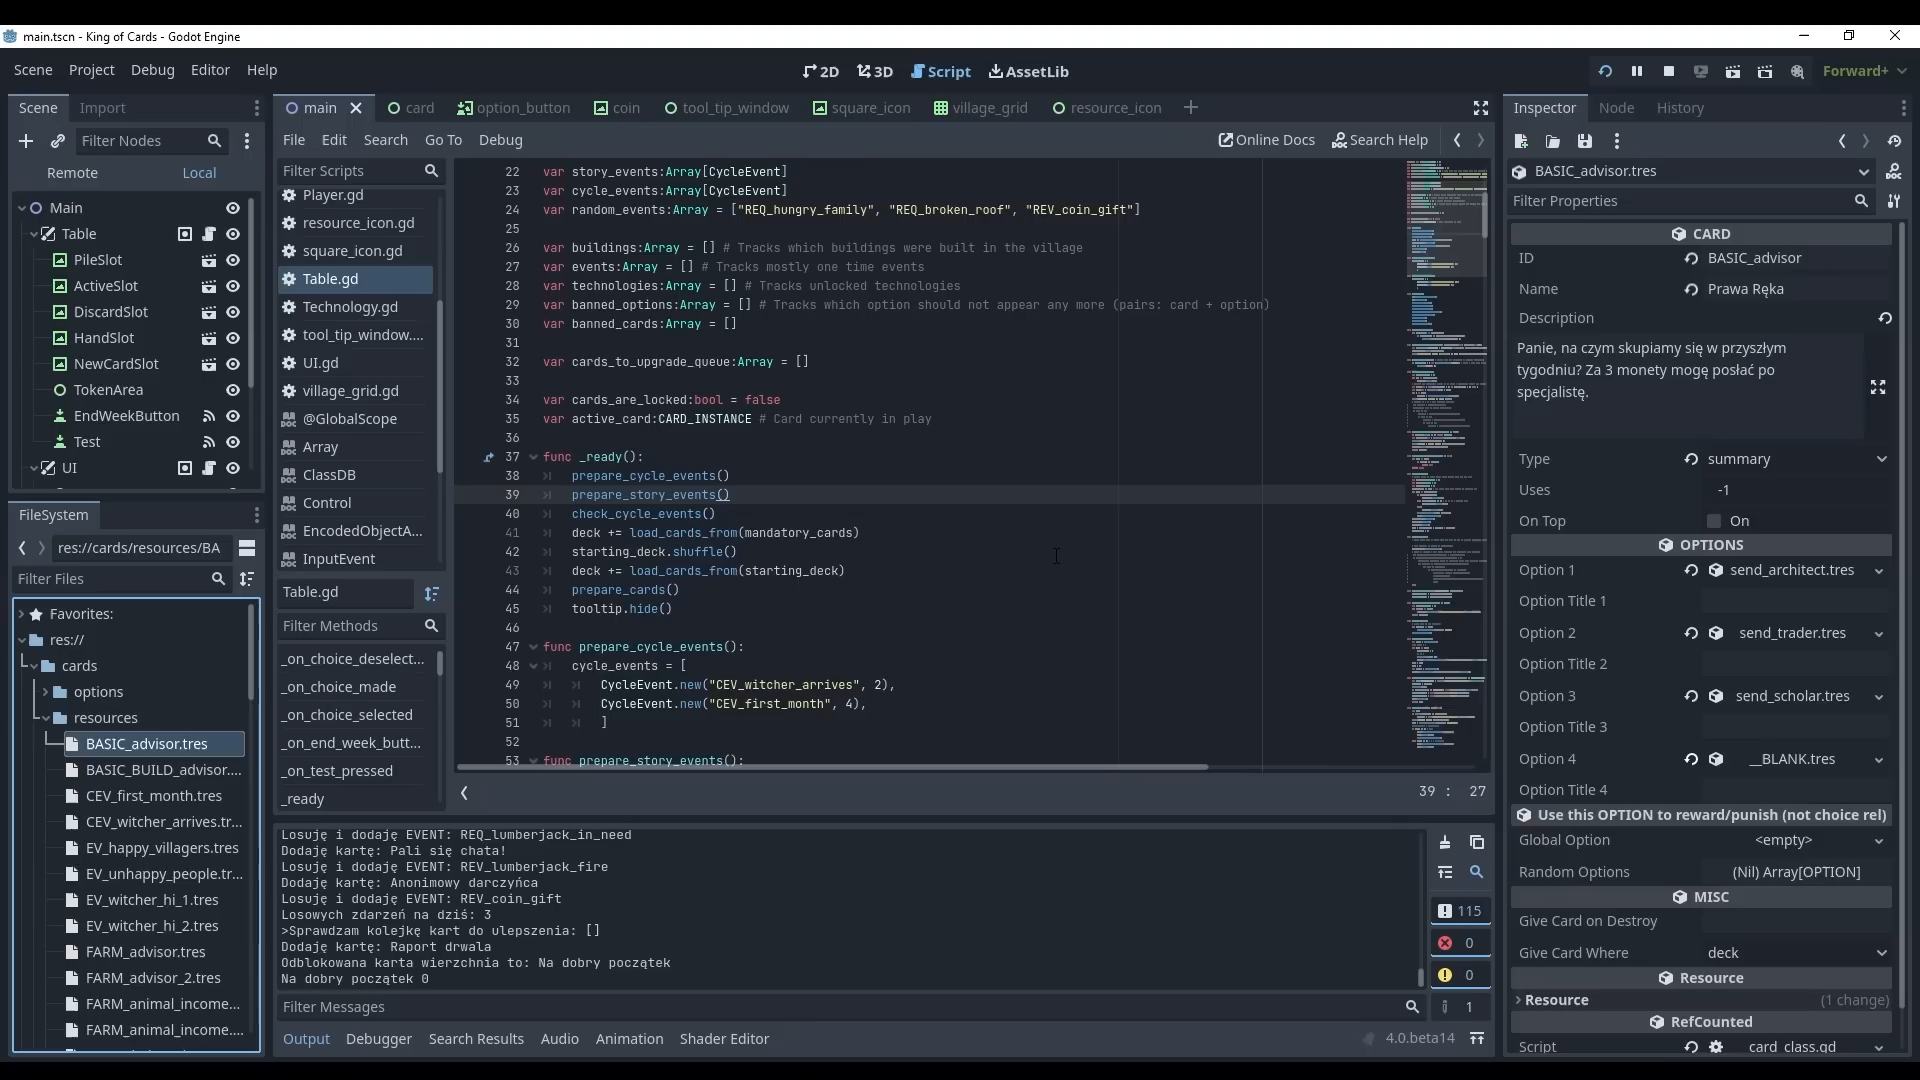 main.tscn - King of Cards - Godot Engine
Scene Project Debug Editor Help
2D 3D Script AssetLib
Forward+
Scene Import
Filter Nodes
Remote Local
Main
Table
PileSlot
ActiveSlot
DiscardSlot
HandSlot
NewCardSlot
TokenArea
EndWeekButton
Test
UI
FileSystem
res://cards/resources/BA
Filter Files
Favorites:
res://
cards
options
resources
BASIC_advisor.tres
BASIC_BUILD_advisor....
CEV_first_month.tres
CEV_witcher_arrives.tr...
EV_happy_villagers.tres
EV_unhappy_people.tr...
EV_witcher_hi_1.tres
EV_witcher_hi_2.tres
FARM_advisor.tres
FARM_advisor_2.tres
FARM_animal_income...
FARM_animal_income....
main card option_button coin tool_tip_window square_icon village_grid resource_icon
File Edit Search Go To Debug
Online Docs Search Help
Filter Scripts
Player.gd
resource_icon.gd
square_icon.gd
Table.gd
Technology.gd
tool_tip_window....
UI.gd
village_grid.gd
@GlobalScope
Array
ClassDB
Control
EncodedObjectA...
InputEvent
Table.gd
Filter Methods
_on_choice_deselect...
_on_choice_made
_on_choice_selected
_on_end_week_butt...
_on_test_pressed
_ready
22 var story_events:Array[CycleEvent]
23 var cycle_events:Array[CycleEvent]
24 var random_events:Array = ["REQ_hungry_family", "REQ_broken_roof", "REV_coin_gift"]
25
26 var buildings:Array = [] # Tracks which buildings were built in the village
27 var events:Array = [] # Tracks mostly one time events
28 var technologies:Array = [] # Tracks unlocked technologies
29 var banned_options:Array = [] # Tracks which option should not appear any more (pairs: card + option)
30 var banned_cards:Array = []
31
32 var cards_to_upgrade_queue:Array = []
33
34 var cards_are_locked:bool = false
35 var active_card:CARD_INSTANCE # Card currently in play
36
37 func _ready():
38 prepare_cycle_events()
39 prepare_story_events()
40 check_cycle_events()
41 deck += load_cards_from(mandatory_cards)
42 starting_deck.shuffle()
43 deck += load_cards_from(starting_deck)
44 prepare_cards()
45 tooltip.hide()
46
47 func prepare_cycle_events():
48 cycle_events = [
49 CycleEvent.new("CEV_witcher_arrives", 2),
50 CycleEvent.new("CEV_first_month", 4),
51 ]
52
53 func prepare_story_events():
39 : 27
Losuję i dodaję EVENT: REQ_lumberjack_in_need
Dodaję kartę: Pali się chata!
Losuję i dodaję EVENT: REV_lumberjack_fire
Dodaję kartę: Anonimowy darczyńca
Losuję i dodaję EVENT: REV_coin_gift
Losowych zdarzeń na dziś: 3
>Sprawdzam kolejkę kart do ulepszenia: []
Dodaję kartę: Raport drwala
Odblokowana karta wierzchnia to: Na dobry początek
Na dobry początek 0
115
0
0
1
Filter Messages
Output Debugger Search Results Audio Animation Shader Editor
4.0.beta14
Inspector Node History
BASIC_advisor.tres
Filter Properties
CARD
ID BASIC_advisor
Name Prawa Ręka
Description
Panie, na czym skupiamy się w przyszłym
tygodniu? Za 3 monety mogę posłać po
specjalistę.
Type summary
Uses -1
On Top On
OPTIONS
Option 1 send_architect.tres
Option Title 1
Option 2 send_trader.tres
Option Title 2
Option 3 send_scholar.tres
Option Title 3
Option 4 __BLANK.tres
Option Title 4
Use this OPTION to reward/punish (not choice rel)
Global Option <empty>
Random Options (Nil) Array[OPTION]
MISC
Give Card on Destroy
Give Card Where deck
Resource
Resource (1 change)
RefCounted
Script card_class.gd